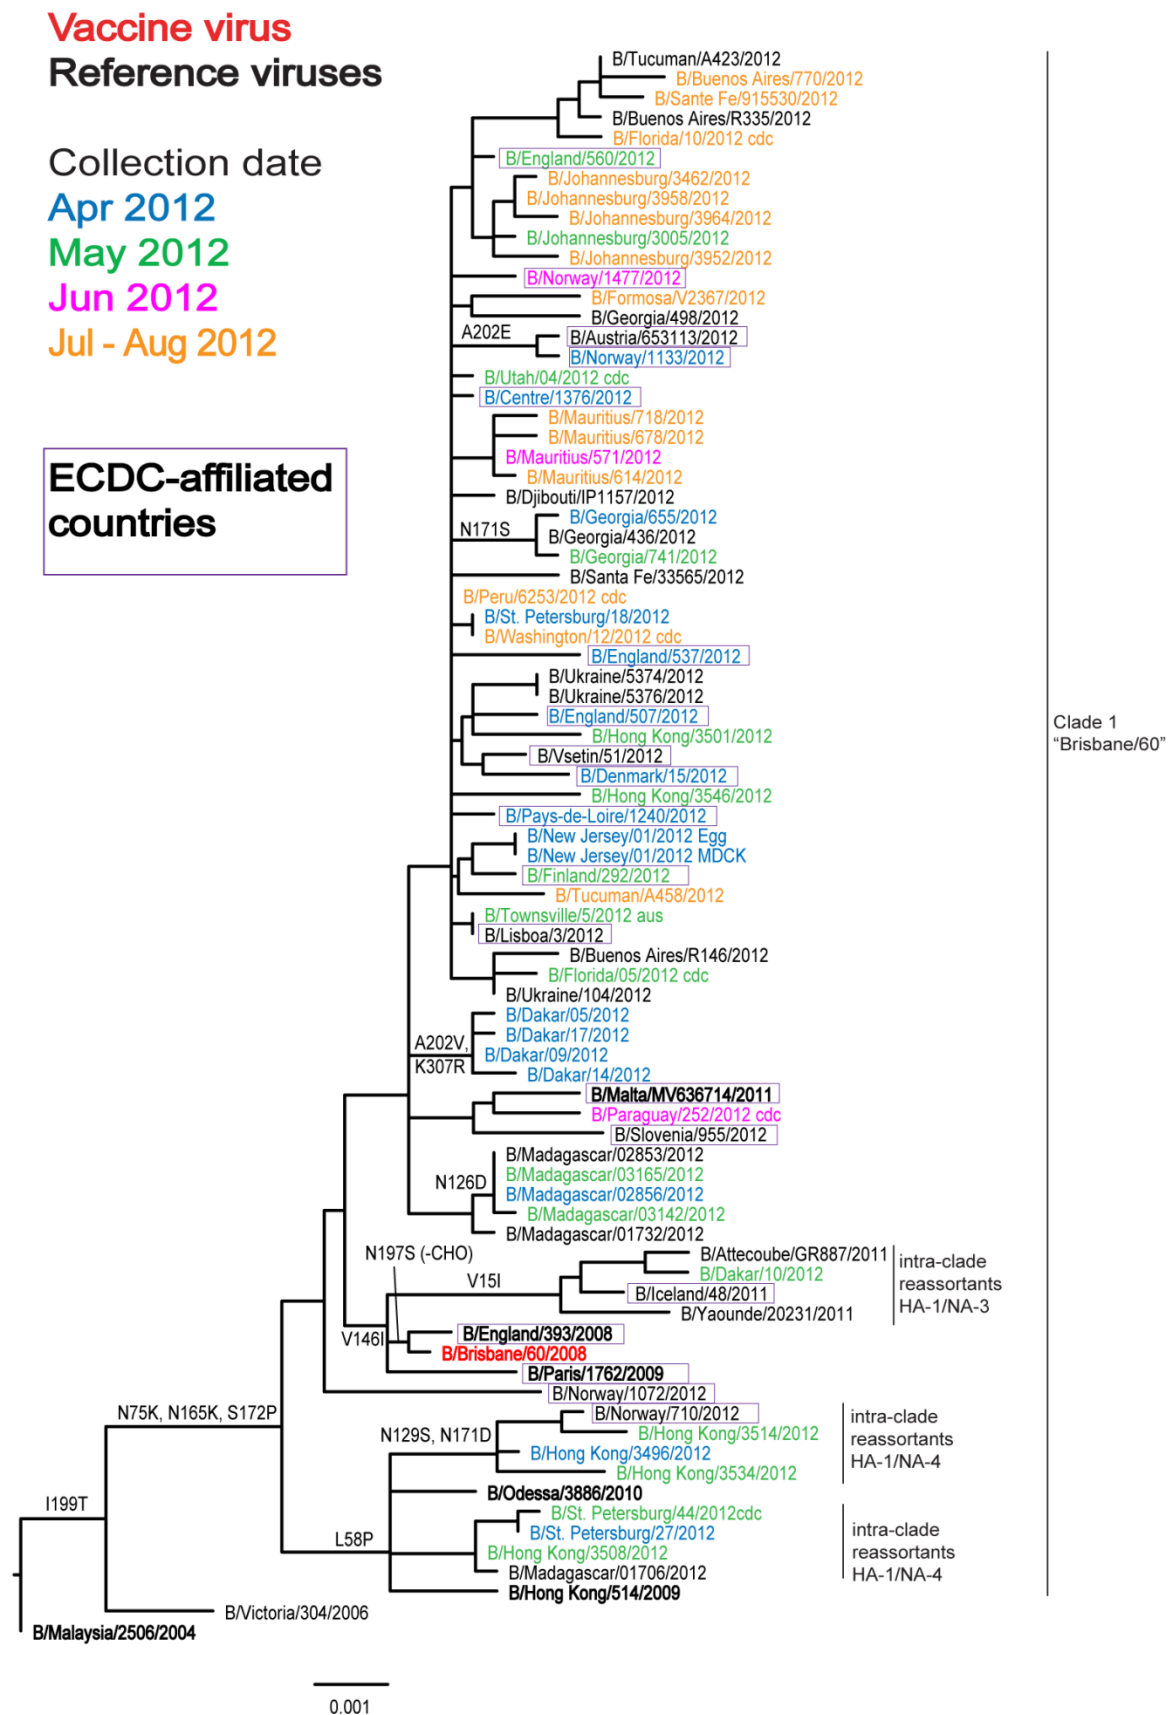 Vaccine virus
Reference viruses
Collection date
Apr 2012
May 2012
Jun 2012
Jul - Aug 2012
ECDC-affiliated
countries
B/Tucuman/A423/2012
B/Buenos Aires/770/2012
B/Sante Fe/915530/2012
B/Buenos Aires/R335/2012
B/Florida/10/2012 cdc
B/England/560/2012
B/Johannesburg/3462/2012
B/Johannesburg/3958/2012
B/Johannesburg/3964/2012
B/Johannesburg/3005/2012
B/Johannesburg/3952/2012
B/Norway/1477/2012
B/Formosa/V2367/2012
B/Georgia/498/2012
A202E
B/Austria/653113/2012
B/Norway/1133/2012
B/Utah/04/2012 cdc
B/Centre/1376/2012
B/Mauritius/718/2012
B/Mauritius/678/2012
B/Mauritius/571/2012
B/Mauritius/614/2012
B/Djibouti/IP1157/2012
B/Georgia/655/2012
N171S
B/Georgia/436/2012
B/Georgia/741/2012
B/Santa Fe/33565/2012
B/Peru/6253/2012 cdc
B/St. Petersburg/18/2012
B/Washington/12/2012 cdc
B/England/537/2012
B/Ukraine/5374/2012
B/Ukraine/5376/2012
B/England/507/2012
B/Hong Kong/3501/2012
Clade 1
"Brisbane/60"
B/Vsetin/51/2012
B/Denmark/15/2012
B/Hong Kong/3546/2012
B/Pays-de-Loire/1240/2012
B/New Jersey/01/2012 Egg
B/New Jersey/01/2012 MDCK
B/Finland/292/2012
B/Tucuman/A458/2012
B/Townsville/5/2012 aus
B/Lisboa/3/2012
B/Buenos Aires/R146/2012
B/Florida/05/2012 cdc
B/Ukraine/104/2012
B/Dakar/05/2012
B/Dakar/17/2012
A202V,
K307R
B/Dakar/09/2012
B/Dakar/14/2012
B/Malta/MV636714/2011
B/Paraguay/252/2012 cdc
B/Slovenia/955/2012
B/Madagascar/02853/2012
B/Madagascar/03165/2012
N126D
B/Madagascar/02856/2012
B/Madagascar/03142/2012
B/Madagascar/01732/2012
N197S (-CHO)
B/Attecoube/GR887/2011
B/Dakar/10/2012
V15I
B/Iceland/48/2011
B/Yaounde/20231/2011
intra-clade
reassortants
HA-1/NA-3
B/England/393/2008
V146I
B/Brisbane/60/2008
B/Paris/1762/2009
B/Norway/1072/2012
N75K, N165K, S172P
B/Norway/710/2012
N129S, N171D
B/Hong Kong/3514/2012
B/Hong Kong/3496/2012
B/Hong Kong/3534/2012
intra-clade
reassortants
HA-1/NA-4
B/Odessa/3886/2010
I199T
B/St. Petersburg/44/2012cdc
B/St. Petersburg/27/2012
L58P
B/Hong Kong/3508/2012
B/Madagascar/01706/2012
intra-clade
reassortants
HA-1/NA-4
B/Hong Kong/514/2009
B/Victoria/304/2006
B/Malaysia/2506/2004
0.001